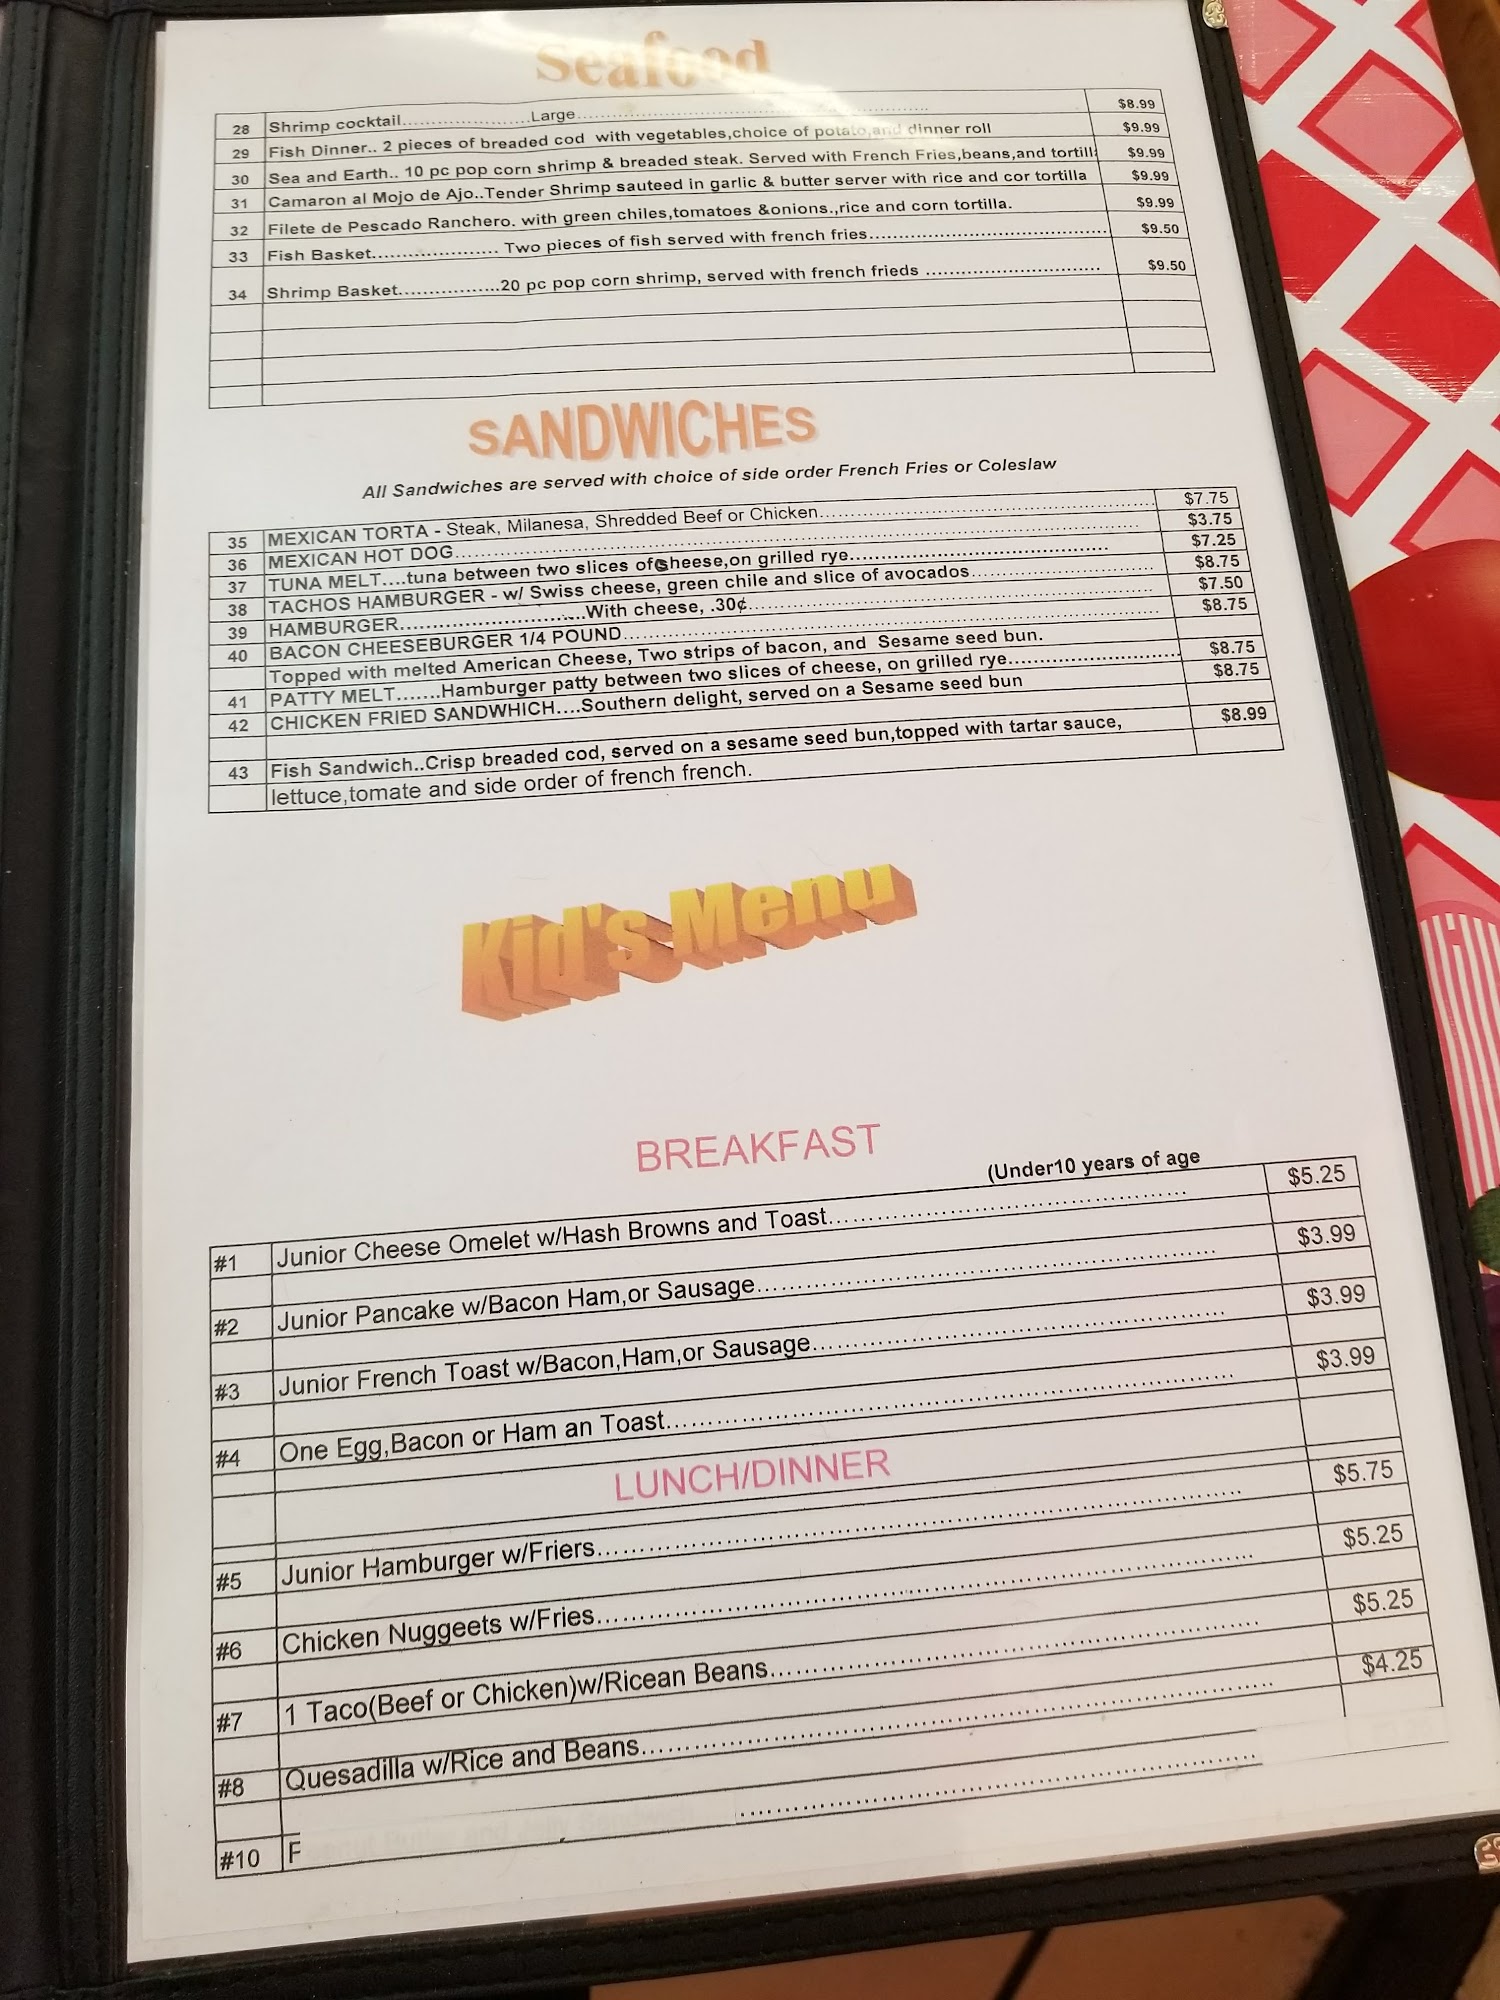 Seafood
28 Shrimp cocktail.....................Large.................................................................. $8.99
29 Fish Dinner.. 2 pieces of breaded cod with vegetables,choice of potato,and dinner roll $9.99
30 Sea and Earth.. 10 pc pop corn shrimp & breaded steak. Served with French Fries,beans,and tortill $9.99
31 Camaron al Mojo de Ajo..Tender Shrimp sauteed in garlic & butter server with rice and cor tortilla $9.99
32 Filete de Pescado Ranchero. with green chiles,tomatoes &onions.,rice and corn tortilla. $9.99
33 Fish Basket..................... Two pieces of fish served with french fries............................................. $9.50
34 Shrimp Basket.................20 pc pop corn shrimp, served with french frieds ................................. $9.50
SANDWICHES
All Sandwiches are served with choice of side order French Fries or Coleslaw
35 MEXICAN TORTA - Steak, Milanesa, Shredded Beef or Chicken.................................................. $7.75
36 MEXICAN HOT DOG.................................................................................................... $3.75
37 TUNA MELT....tuna between two slices of cheese,on grilled rye....................................... $7.25
38 TACHOS HAMBURGER - w/ Swiss cheese, green chile and slice of avocados........................... $8.75
39 HAMBURGER..............................With cheese, .30¢............................................................ $7.50
40 BACON CHEESEBURGER 1/4 POUND................................................................................ $8.75
Topped with melted American Cheese, Two strips of bacon, and Sesame seed bun.
41 PATTY MELT.......Hamburger patty between two slices of cheese, on grilled rye.......................... $8.75
42 CHICKEN FRIED SANDWHICH....Southern delight, served on a Sesame seed bun $8.75
43 Fish Sandwich..Crisp breaded cod, served on a sesame seed bun,topped with tartar sauce, $8.99
lettuce,tomate and side order of french french.
Kid's Menu
BREAKFAST
(Under10 years of age
#1 Junior Cheese Omelet w/Hash Browns and Toast.................................................. $5.25
#2 Junior Pancake w/Bacon Ham,or Sausage............................................................ $3.99
#3 Junior French Toast w/Bacon,Ham,or Sausage....................................................... $3.99
#4 One Egg,Bacon or Ham an Toast........................................................................ $3.99
LUNCH/DINNER
#5 Junior Hamburger w/Friers................................................................................ $5.75
#6 Chicken Nuggeets w/Fries................................................................................. $5.25
#7 1 Taco(Beef or Chicken)w/Ricean Beans.............................................................. $5.25
#8 Quesadilla w/Rice and Beans............................................................................ $4.25
#10 F ............................................................